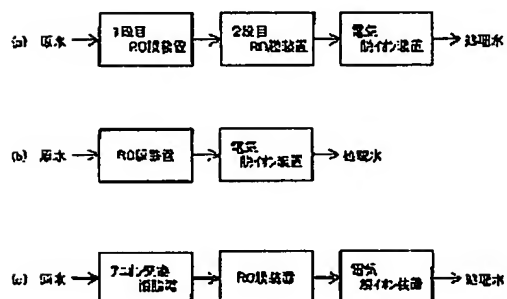 (a) 原水 → 1段目 RO膜装置 → 2段目 RO膜装置 → 電気 脱イオン装置 → 処理水
(b) 原水 → RO膜装置 → 電気 脱イオン装置 → 処理水
(c) 原水 → アニオン交換 樹脂塔 → RO膜装置 → 電気 脱イオン装置 → 処理水